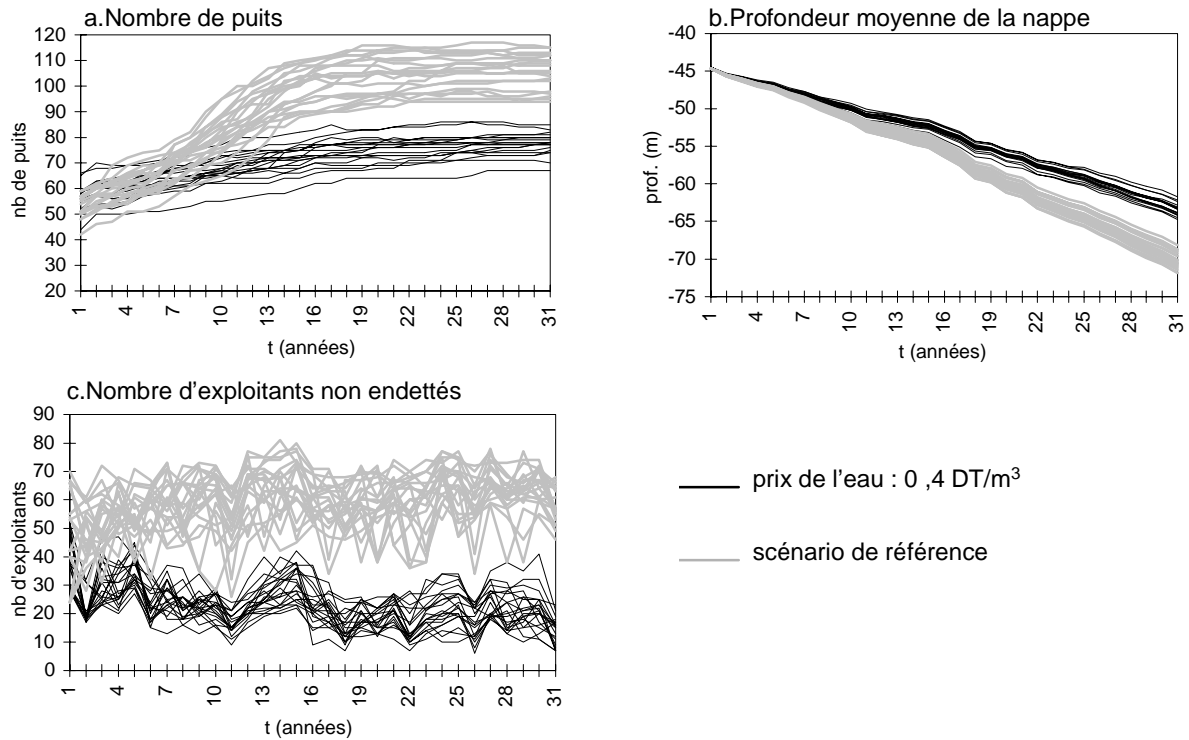 a.Nombre de puits
120
110
100
90
80
70
60
50
40
30
20
nb de puits
1 4 7 10 13 16 19 22 25 28 31
t (années)
b.Profondeur moyenne de la nappe
-40
-45
-50
-55
-60
-65
-70
-75
prof. (m)
1 4 7 10 13 16 19 22 25 28 31
t (années)
c.Nombre d'exploitants non endettés
90
80
70
60
50
40
30
20
10
0
nb d'exploitants
1 4 7 10 13 16 19 22 25 28 31
t (années)
prix de l'eau : 0 ,4 DT/m³
scénario de référence